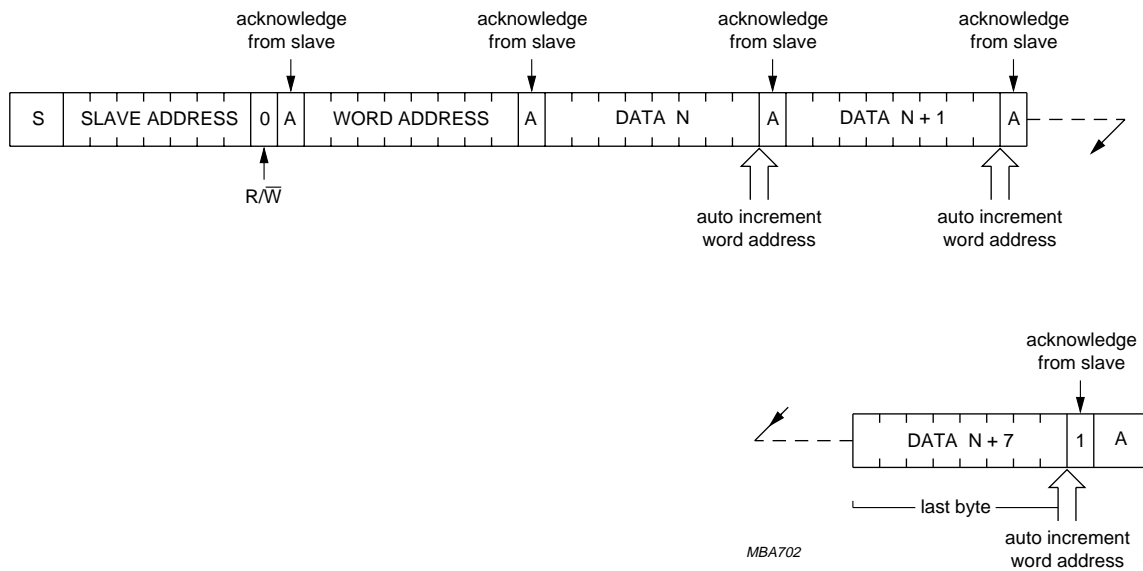 acknowledge
from slave
acknowledge
from slave
acknowledge
from slave
acknowledge
from slave
S SLAVE ADDRESS 0 A WORD ADDRESS A DATA N A DATA N + 1 A
R/W̅
auto increment
word address
auto increment
word address
acknowledge
from slave
DATA N + 7 1 A
last byte
auto increment
word address
MBA702